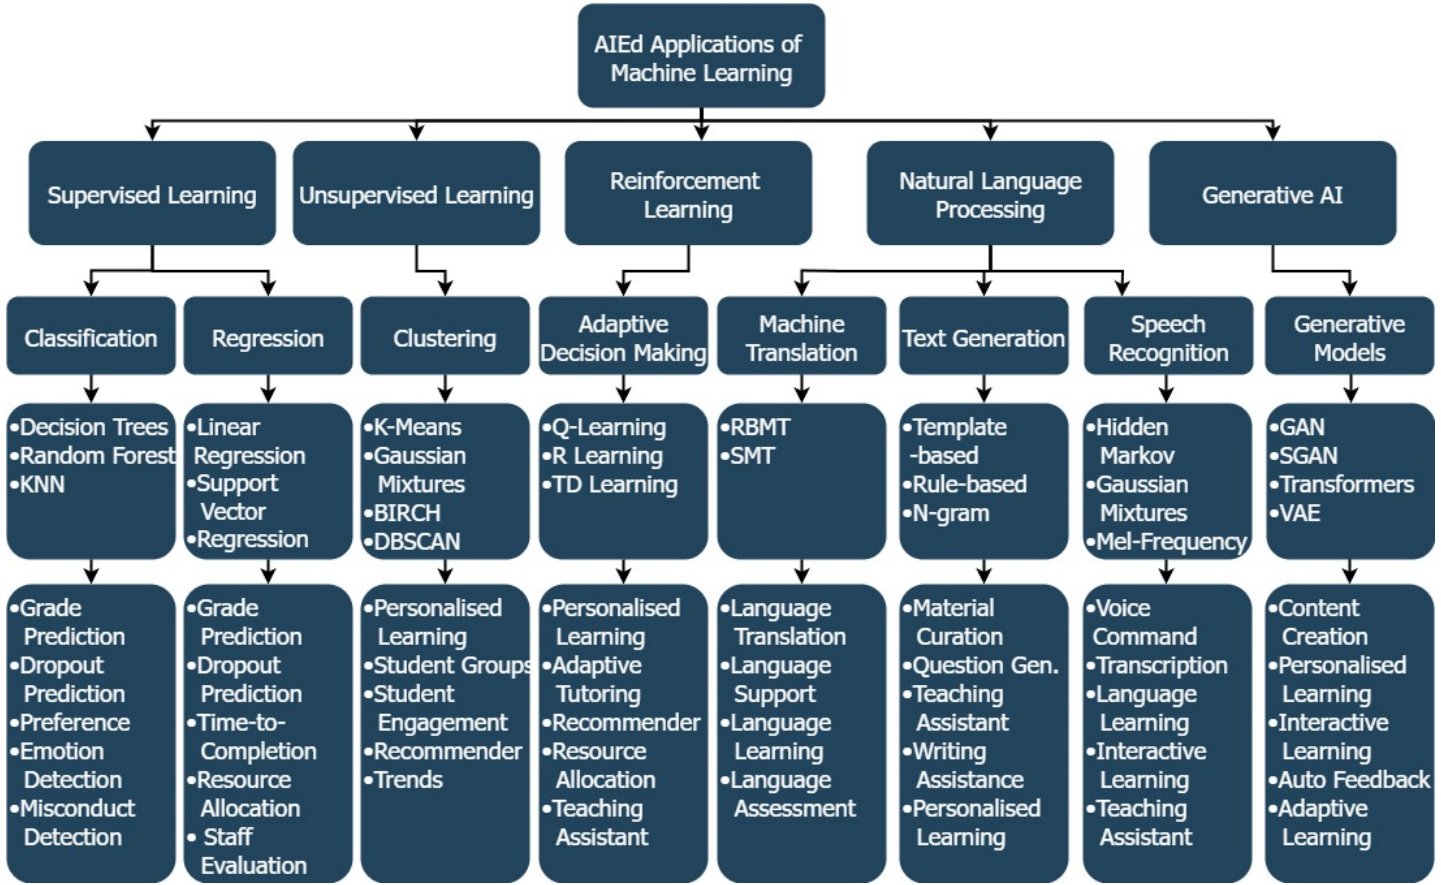 AIEd Applications of
Machine Learning
Supervised Learning
Unsupervised Learning
Reinforcement
Learning
Natural Language
Processing
Generative AI
Classification
Regression
Clustering
Adaptive
Decision Making
Machine
Translation
Text Generation
Speech
Recognition
Generative
Models
•Decision Trees
•Random Forest
•KNN
•Linear
Regression
•Support
Vector
•Regression
•K-Means
•Gaussian
Mixtures
•BIRCH
•DBSCAN
•Q-Learning
•R Learning
•TD Learning
•RBMT
•SMT
•Template
-based
•Rule-based
•N-gram
•Hidden
Markov
•Gaussian
Mixtures
•Mel-Frequency
•GAN
•SGAN
•Transformers
•VAE
•Grade
Prediction
•Dropout
Prediction
•Preference
•Emotion
Detection
•Misconduct
Detection
•Grade
Prediction
•Dropout
Prediction
•Time-to-
Completion
•Resource
Allocation
• Staff
Evaluation
•Personalised
Learning
•Student Groups
•Student
Engagement
•Recommender
•Trends
•Personalised
Learning
•Adaptive
Tutoring
•Recommender
•Resource
Allocation
•Teaching
Assistant
•Language
Translation
•Language
Support
•Language
Learning
•Language
Assessment
•Material
Curation
•Question Gen.
•Teaching
Assistant
•Writing
Assistance
•Personalised
Learning
•Voice
Command
•Transcription
•Language
Learning
•Interactive
Learning
•Teaching
Assistant
•Content
Creation
•Personalised
Learning
•Interactive
Learning
•Auto Feedback
•Adaptive
Learning